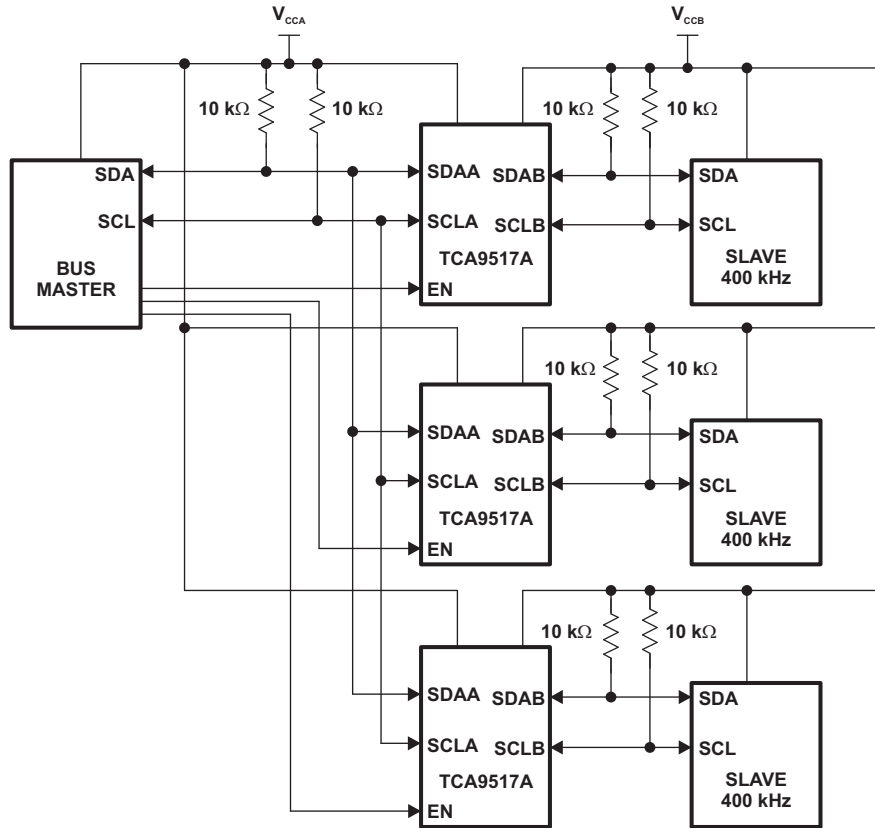 V_CCA
V_CCB
10 kΩ
10 kΩ
10 kΩ
10 kΩ
SDA
SCL
BUS
MASTER
SDAA
SDAB
SCLA
SCLB
TCA9517A
EN
SDA
SCL
SLAVE
400 kHz
10 kΩ
10 kΩ
SDAA
SDAB
SCLA
SCLB
TCA9517A
EN
SDA
SCL
SLAVE
400 kHz
10 kΩ
10 kΩ
SDAA
SDAB
SCLA
SCLB
TCA9517A
EN
SDA
SCL
SLAVE
400 kHz